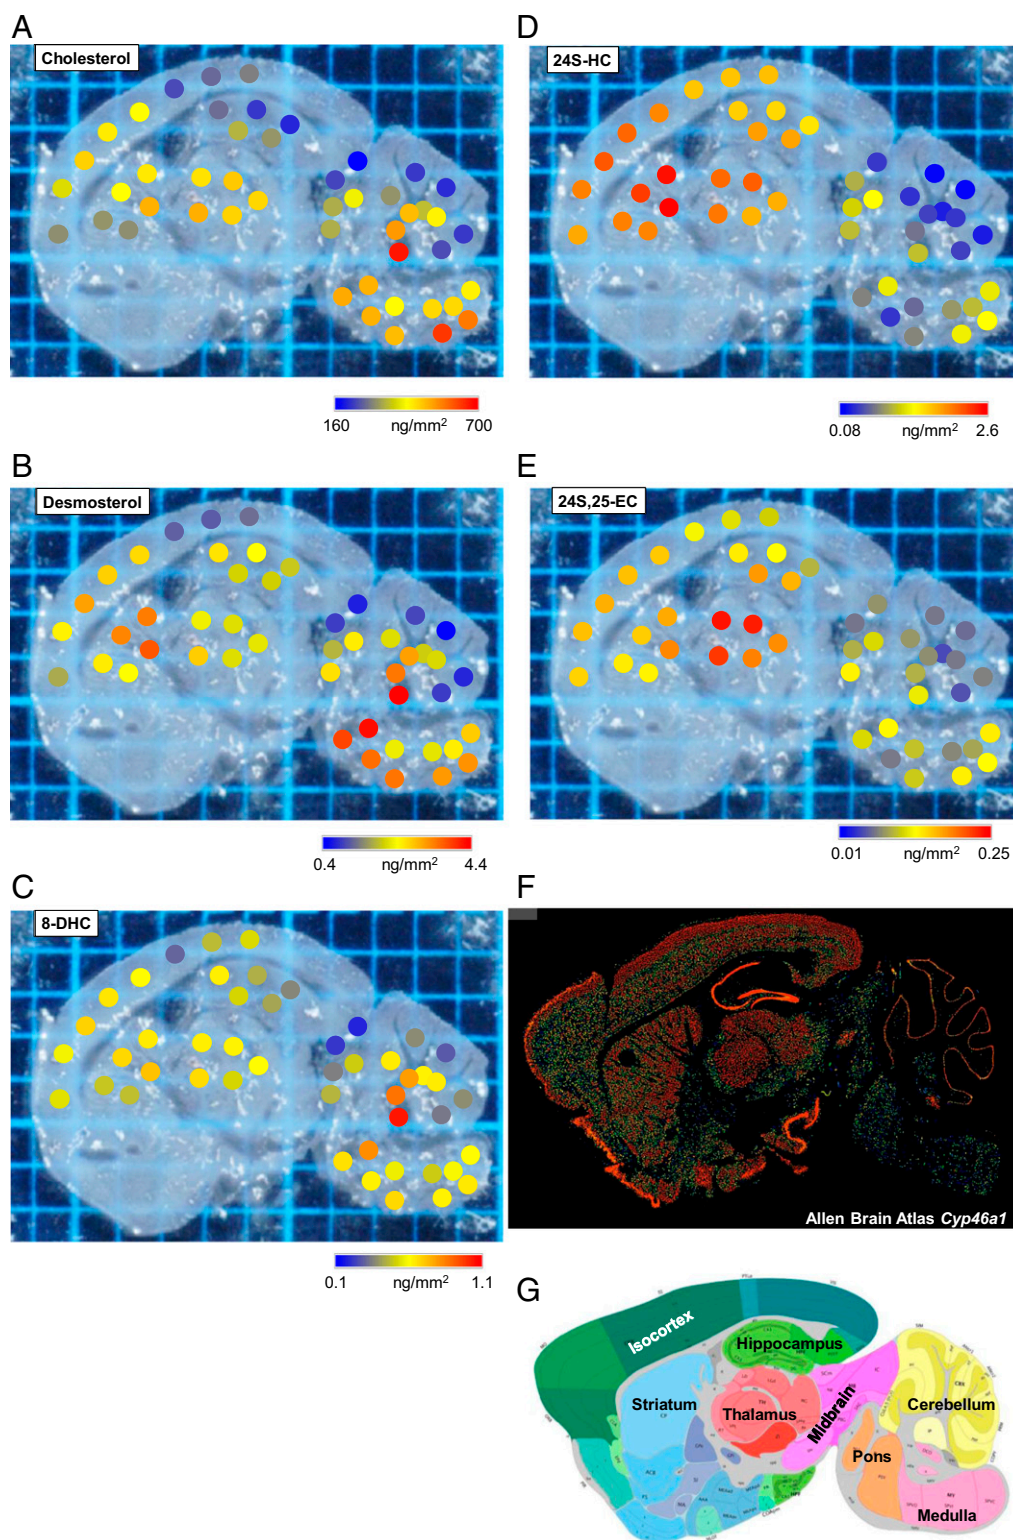 A
Cholesterol
160 ng/mm² 700
B
Desmosterol
0.4 ng/mm² 4.4
C
8-DHC
0.1 ng/mm² 1.1
D
24S-HC
0.08 ng/mm² 2.6
E
24S,25-EC
0.01 ng/mm² 0.25
F
Allen Brain Atlas Cyp46a1
G
Isocortex
Hippocampus
Striatum
Thalamus
Midbrain
Cerebellum
Pons
Medulla